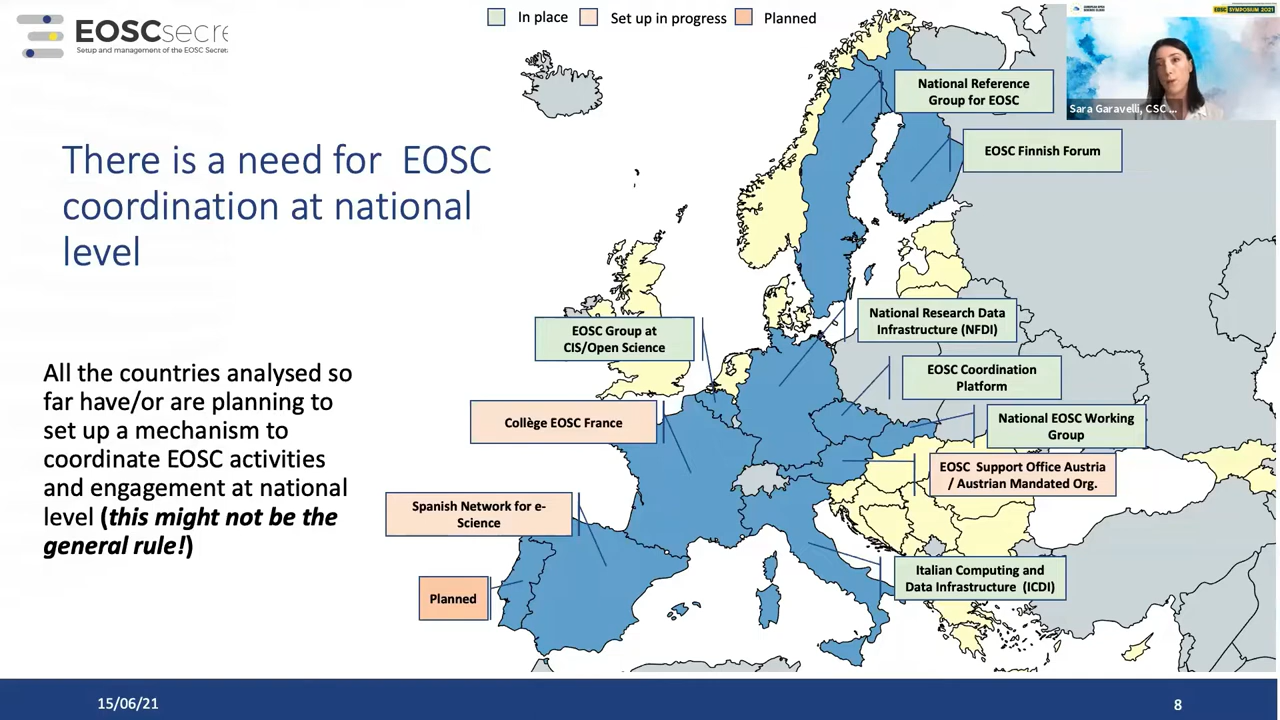 EOSCsecre
Setup and management of the EOSC Secret
In place
Set up in progress
Planned
EOSC SYMPOSIUM 2021
Sara Garavelli, CSC ...
There is a need for EOSC
coordination at national
level
All the countries analysed so
far have/or are planning to
set up a mechanism to
coordinate EOSC activities
and engagement at national
level (this might not be the
general rule!)
National Reference
Group for EOSC
EOSC Finnish Forum
National Research Data
Infrastructure (NFDI)
EOSC Group at
CIS/Open Science
EOSC Coordination
Platform
Collège EOSC France
National EOSC Working
Group
EOSC Support Office Austria
/ Austrian Mandated Org.
Spanish Network for e-
Science
Italian Computing and
Data Infrastructure (ICDI)
Planned
15/06/21
8